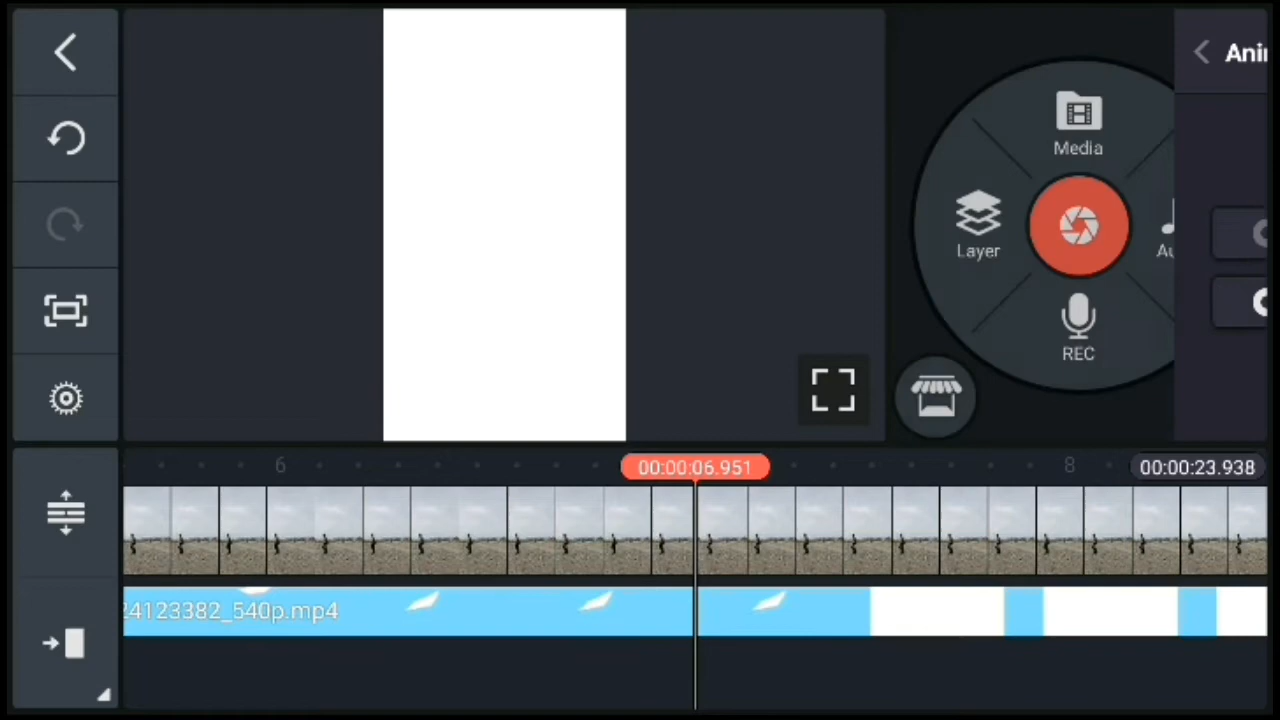 Media
Layer
REC
6
00:00:06.951
8
00:00:23.938
24123382_540p.mp4